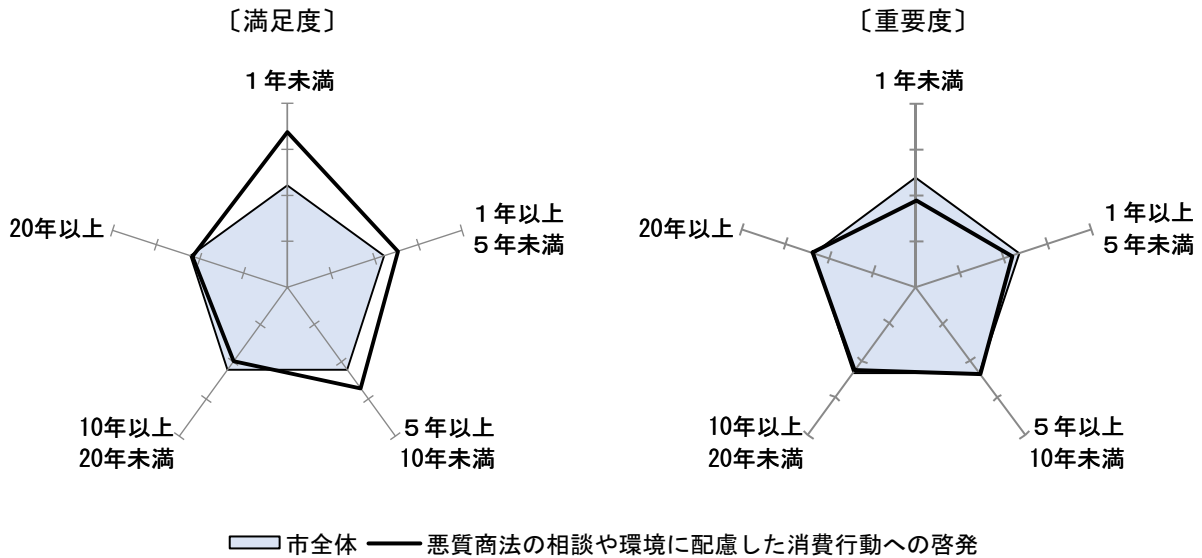 〔満足度〕
１年未満
１年以上
５年未満
５年以上
10年未満
10年以上
20年未満
20年以上
〔重要度〕
１年未満
１年以上
５年未満
５年以上
10年未満
10年以上
20年未満
20年以上
市全体 悪質商法の相談や環境に配慮した消費行動への啓発